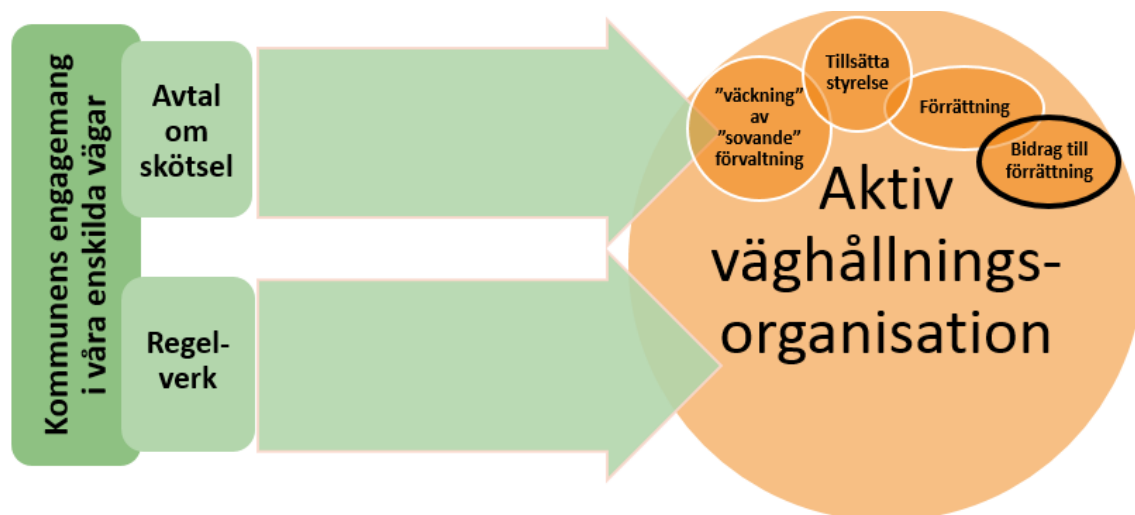 Kommunens engagemang
i våra enskilda vägar
Avtal
om
skötsel
Regel-
verk
”väckning”
av
”sovande”
förvaltning
Tillsätta
styrelse
Förrättning
Bidrag till
förrättning
Aktiv
väghållnings-
organisation